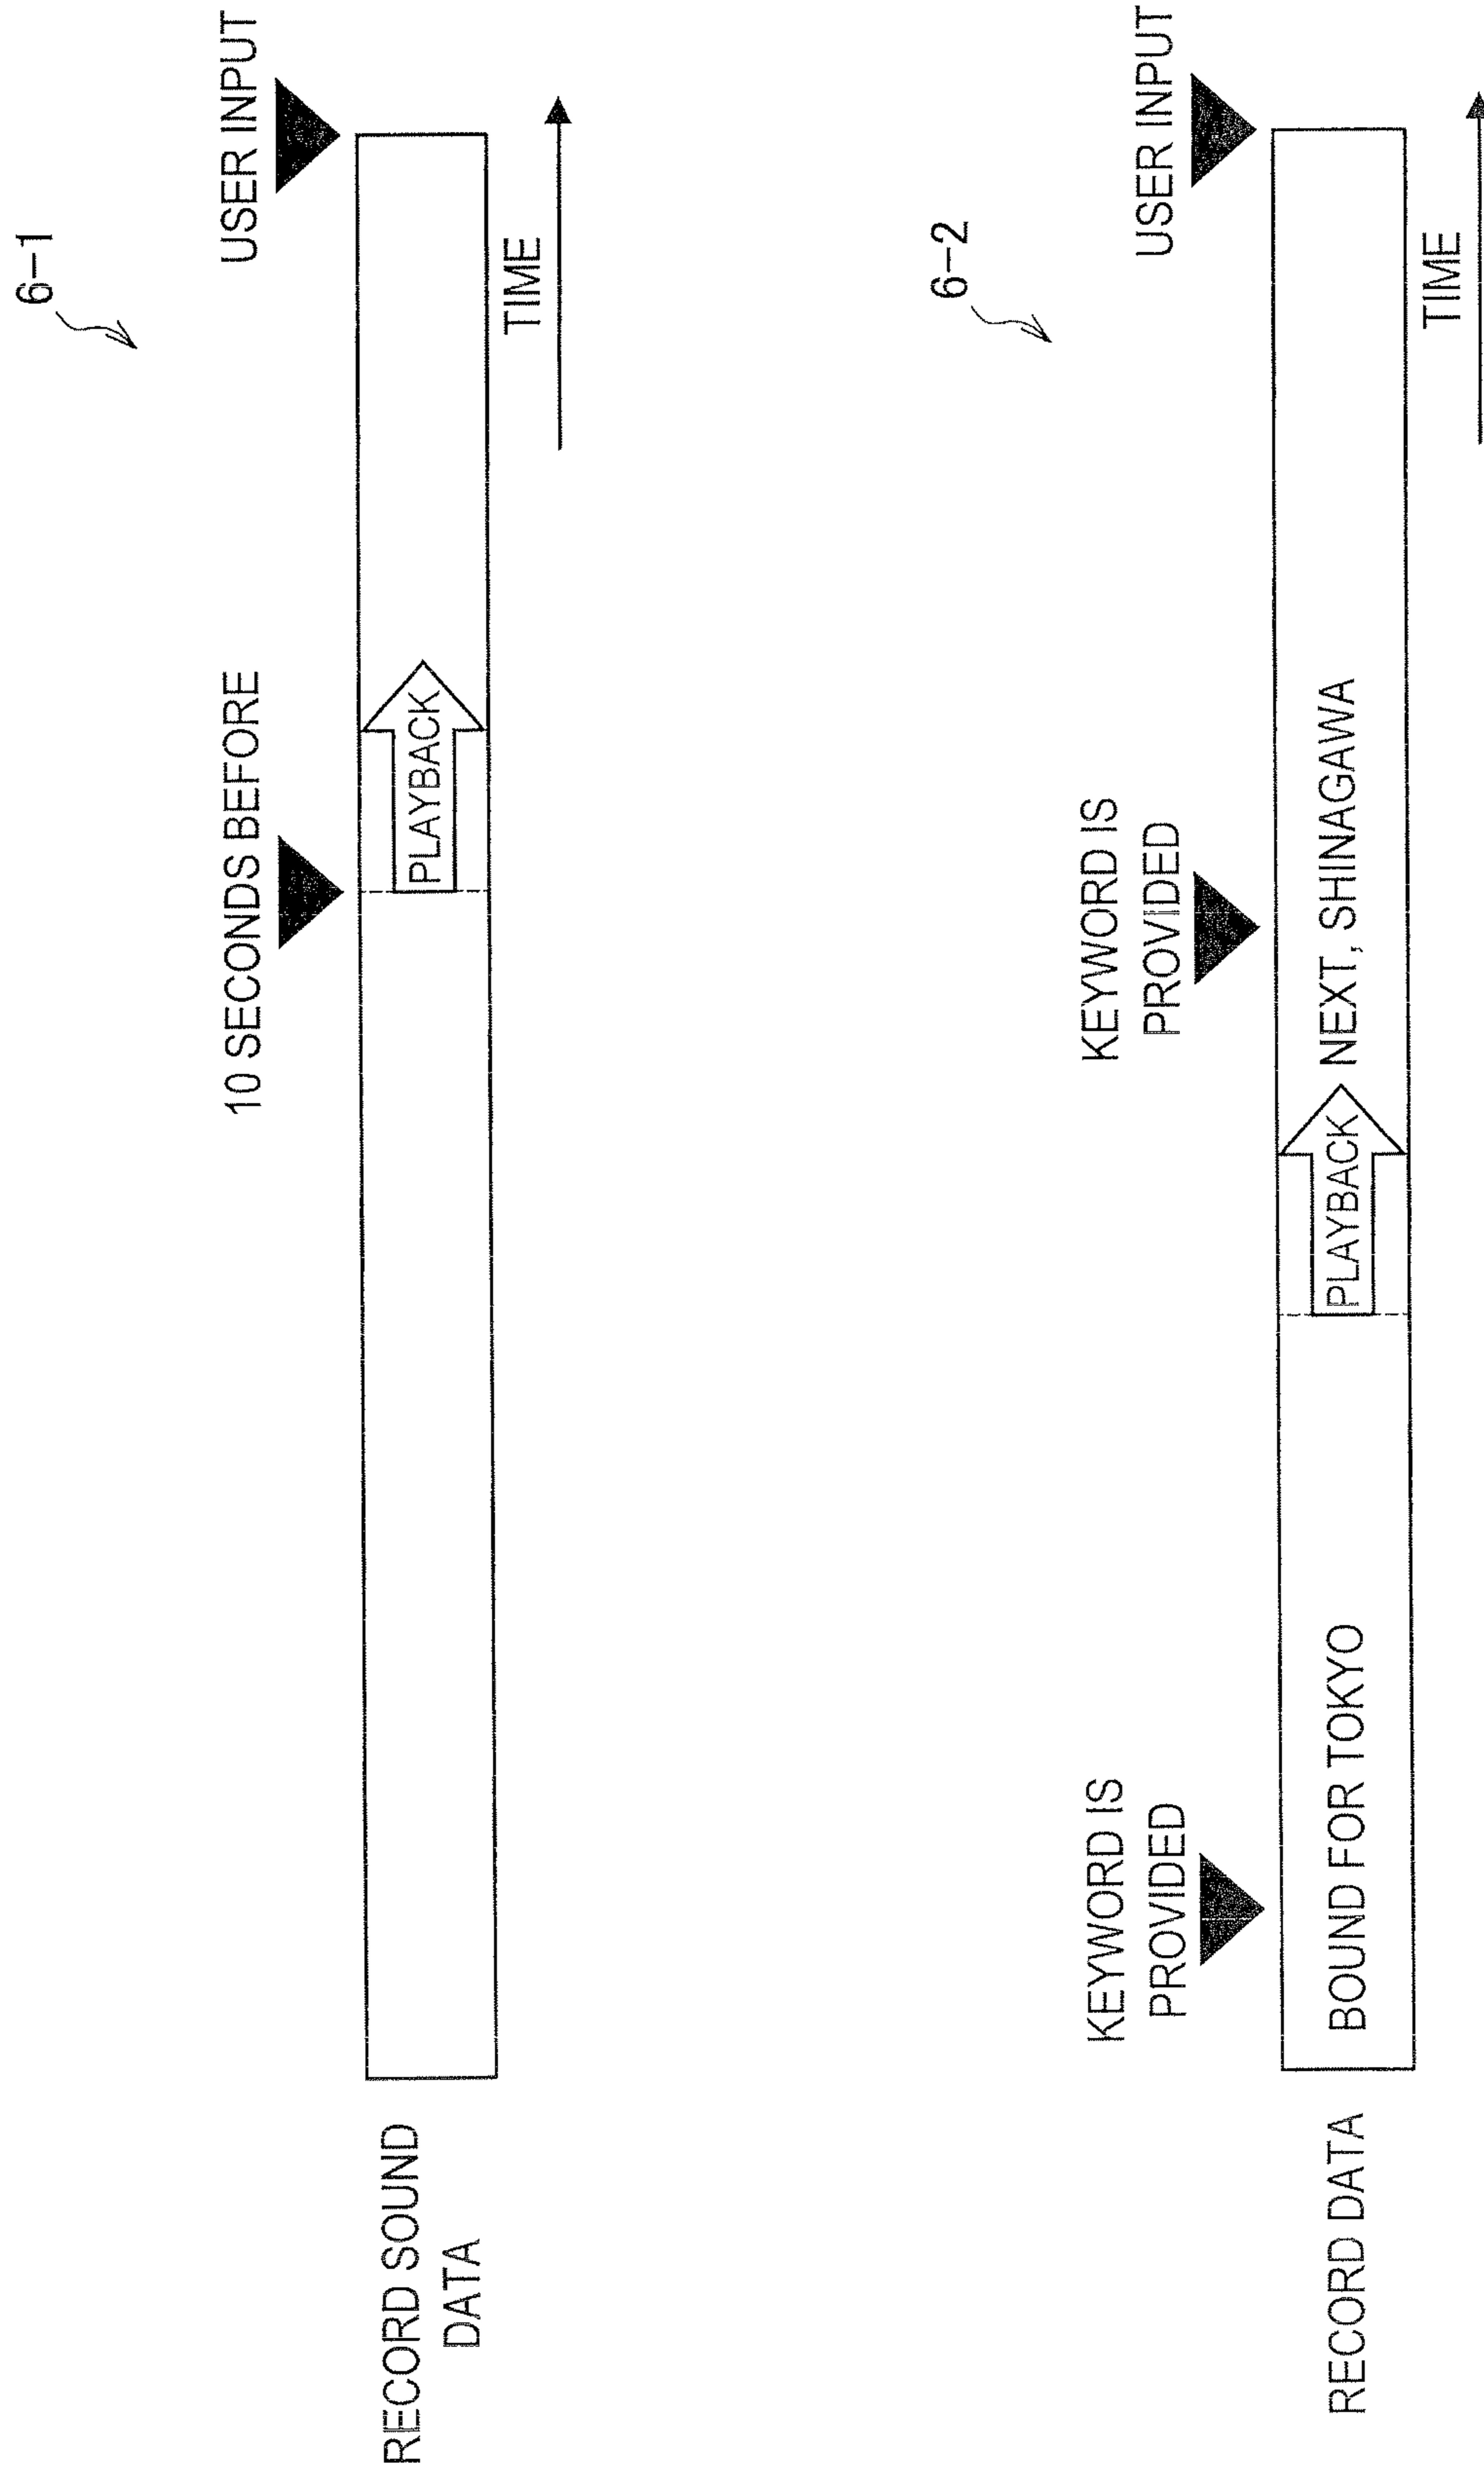 6-1
10 SECONDS BEFORE
USER INPUT
RECORD SOUND
DATA
PLAYBACK
TIME
6-2
KEYWORD IS
PROVIDED
KEYWORD IS
PROVIDED
USER INPUT
RECORD DATA
BOUND FOR TOKYO
PLAYBACK
NEXT, SHINAGAWA
TIME